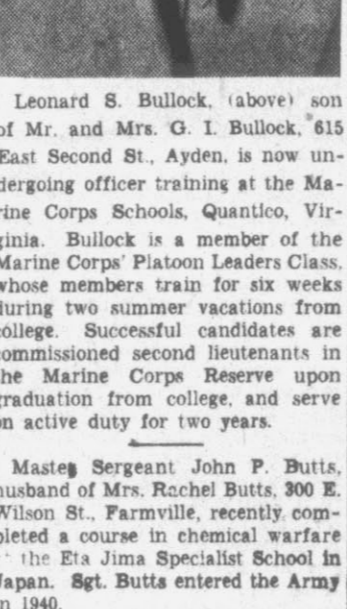 Leonard S. Bullock, (above) son
of Mr. and Mrs. G. I. Bullock, 615
East Second St., Ayden, is now un-
dergoing officer training at the Ma-
rine Corps Schools, Quantico, Vir-
ginia. Bullock is a member of the
Marine Corps' Platoon Leaders Class,
whose members train for six weeks
during two summer vacations from
college. Successful candidates are
commissioned second lieutenants in
the Marine Corps Reserve upon
graduation from college, and serve
on active duty for two years.
Master Sergeant John P. Butts,
husband of Mrs. Rachel Butts, 300 E.
Wilson St., Farmville, recently com-
pleted a course in chemical warfare
the Eta Jima Specialist School in
Japan. Sgt. Butts entered the Army
in 1940.